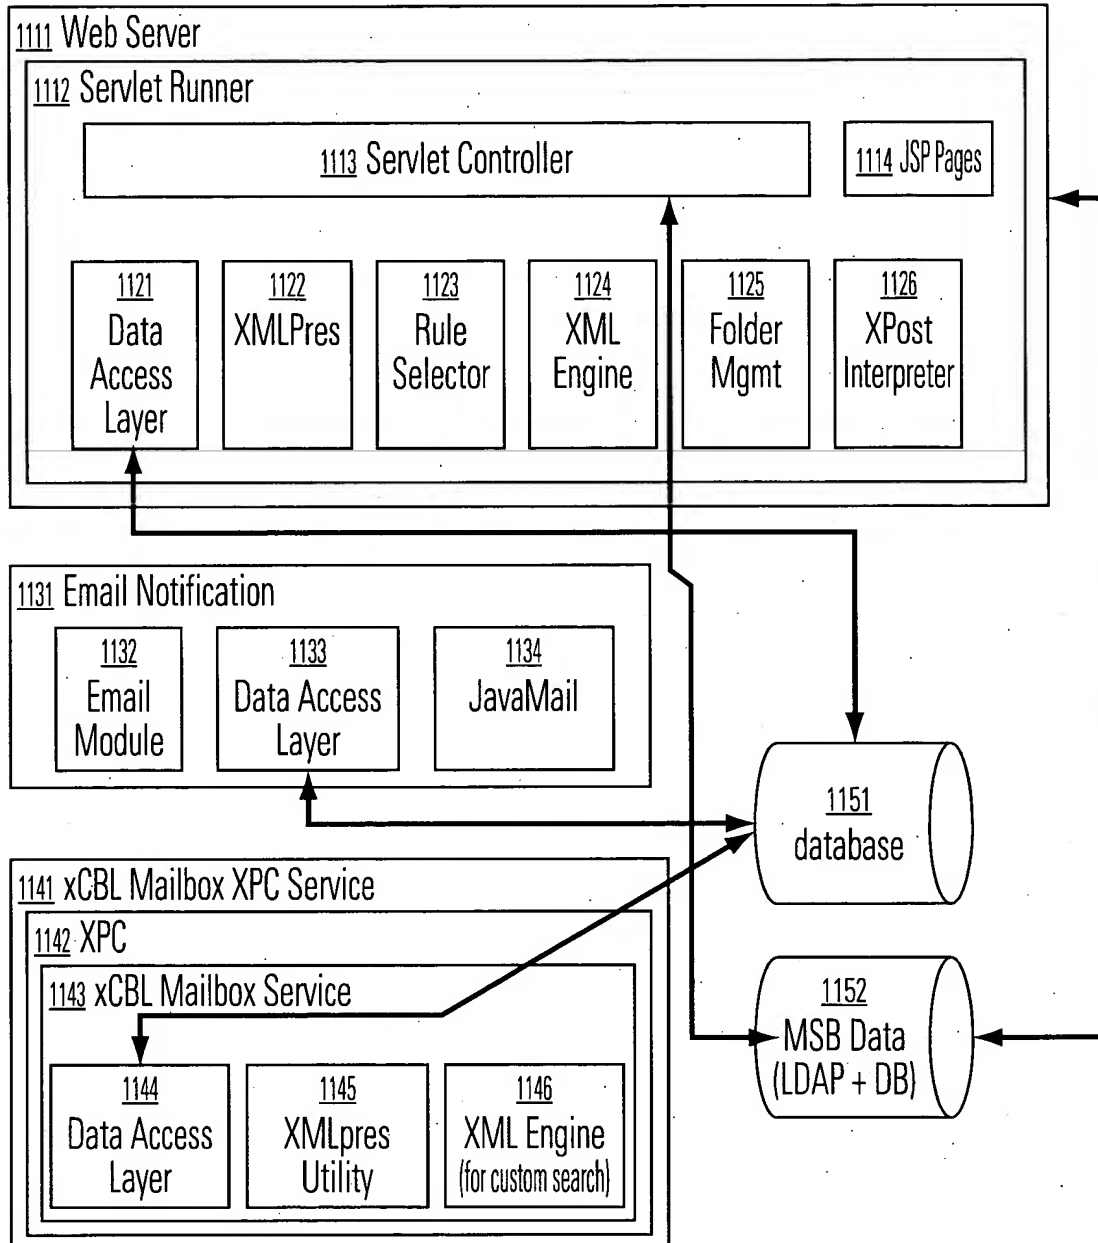 1111 Web Server
1112 Servlet Runner
1113 Servlet Controller
1114 JSP Pages
1121
Data
Access
Layer
1122
XMLPres
1123
Rule
Selector
1124
XML
Engine
1125
Folder
Mgmt
1126
XPost
Interpreter
1131 Email Notification
1132
Email
Module
1133
Data Access
Layer
1134
JavaMail
1151
database
1141 xCBL Mailbox XPC Service
1142 XPC
1143 xCBL Mailbox Service
1144
Data Access
Layer
1145
XMLpres
Utility
1146
XML Engine
(for custom search)
1152
MSB Data
(LDAP + DB)